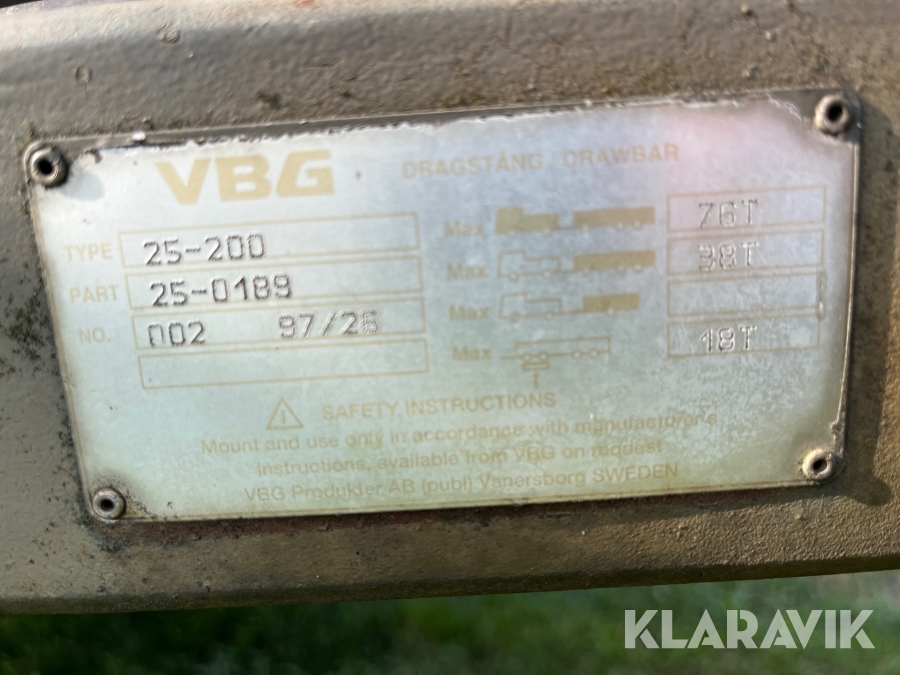 VBG DRAGSTÅNG / DRAWBAR
TYPE 25-200
PART 25-0189
NO. 002 97/26
Max 76T
Max 38T
Max
Max 18T
SAFETY INSTRUCTIONS
Mount and use only in accordance with manufacturer's
instructions, available from VBG on request
VBG Produkter AB (publ) Vänersborg SWEDEN
KLARAVIK